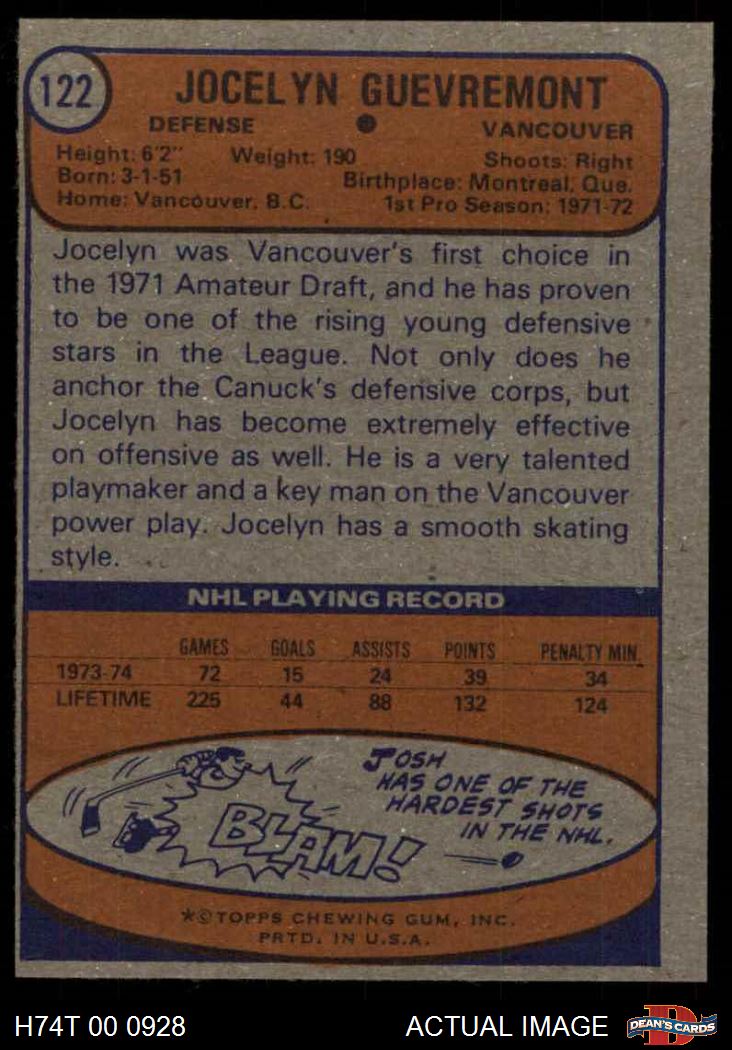 122
JOCELYN GUEVREMONT
DEFENSE
VANCOUVER
Height: 6'2" Weight: 190 Shoots: Right
Born: 3-1-51 Birthplace: Montreal, Que.
Home: Vancouver, B.C. 1st Pro Season: 1971-72
Jocelyn was Vancouver's first choice in
the 1971 Amateur Draft, and he has proven
to be one of the rising young defensive
stars in the League. Not only does he
anchor the Canuck's defensive corps, but
Jocelyn has become extremely effective
on offensive as well. He is a very talented
playmaker and a key man on the Vancouver
power play. Jocelyn has a smooth skating
style.
NHL PLAYING RECORD
GAMES GOALS ASSISTS POINTS PENALTY MIN.
1973-74 72 15 24 39 34
LIFETIME 225 44 88 132 124
JOSH
HAS ONE OF THE
HARDEST SHOTS
IN THE NHL.
BLAM!
*©TOPPS CHEWING GUM, INC.
PRTD. IN U.S.A.
H74T 00 0928 ACTUAL IMAGE DEAN'S CARDS